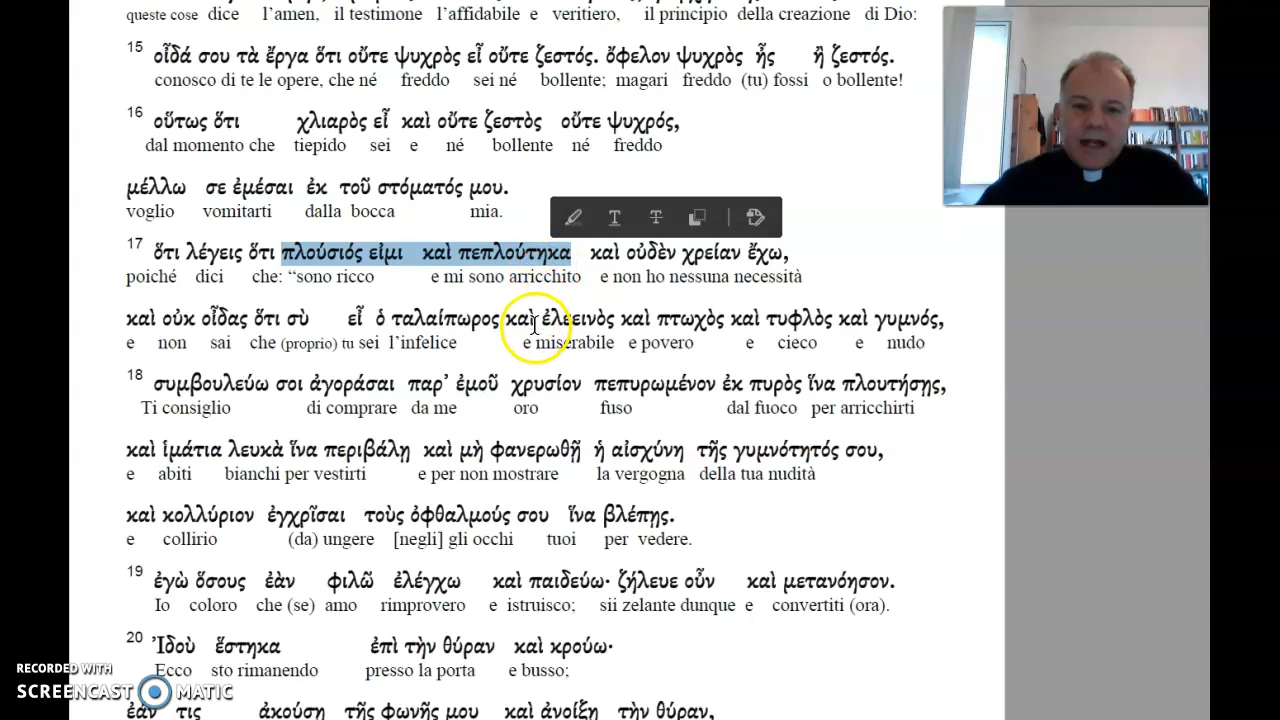 queste cose dice l'amen, il testimone l'affidabile e veritiero, il principio della creazione di Dio:
15 οἶδά σου τὰ ἔργα ὅτι οὔτε ψυχρὸς εἶ οὔτε ζεστός. ὄφελον ψυχρὸς ἦς ἢ ζεστός.
conosco di te le opere, che né freddo sei né bollente; magari freddo (tu) fossi o bollente!
16 οὕτως ὅτι χλιαρὸς εἶ καὶ οὔτε ζεστὸς οὔτε ψυχρός,
dal momento che tiepido sei e né bollente né freddo
μέλλω σε ἐμέσαι ἐκ τοῦ στόματός μου.
voglio vomitarti dalla bocca mia.
17 ὅτι λέγεις ὅτι πλούσιός εἰμι καὶ πεπλούτηκα καὶ οὐδὲν χρείαν ἔχω,
poiché dici che: “sono ricco e mi sono arricchito e non ho nessuna necessità
καὶ οὐκ οἶδας ὅτι σὺ εἶ ὁ ταλαίπωρος καὶ ἐλεεινὸς καὶ πτωχὸς καὶ τυφλὸς καὶ γυμνός,
e non sai che (proprio) tu sei l'infelice e miserabile e povero e cieco e nudo
18 συμβουλεύω σοι ἀγοράσαι παρ' ἐμοῦ χρυσίον πεπυρωμένον ἐκ πυρὸς ἵνα πλουτήσῃς,
Ti consiglio di comprare da me oro fuso dal fuoco per arricchirti
καὶ ἱμάτια λευκὰ ἵνα περιβάλῃ καὶ μὴ φανερωθῇ ἡ αἰσχύνη τῆς γυμνότητός σου,
e abiti bianchi per vestirti e per non mostrare la vergogna della tua nudità
καὶ κολλύριον ἐγχρῖσαι τοὺς ὀφθαλμούς σου ἵνα βλέπῃς.
e collirio (da) ungere [negli] gli occhi tuoi per vedere.
19 ἐγὼ ὅσους ἐὰν φιλῶ ἐλέγχω καὶ παιδεύω· ζήλευε οὖν καὶ μετανόησον.
Io coloro che (se) amo rimprovero e istruisco; sii zelante dunque e convertiti (ora).
20 Ἰδοὺ ἕστηκα ἐπὶ τὴν θύραν καὶ κρούω·
Ecco sto rimanendo presso la porta e busso;
ἐάν τις ἀκούσῃ τῆς φωνῆς μου καὶ ἀνοίξῃ τὴν θύραν,
RECORDED WITH
SCREENCAST MATIC